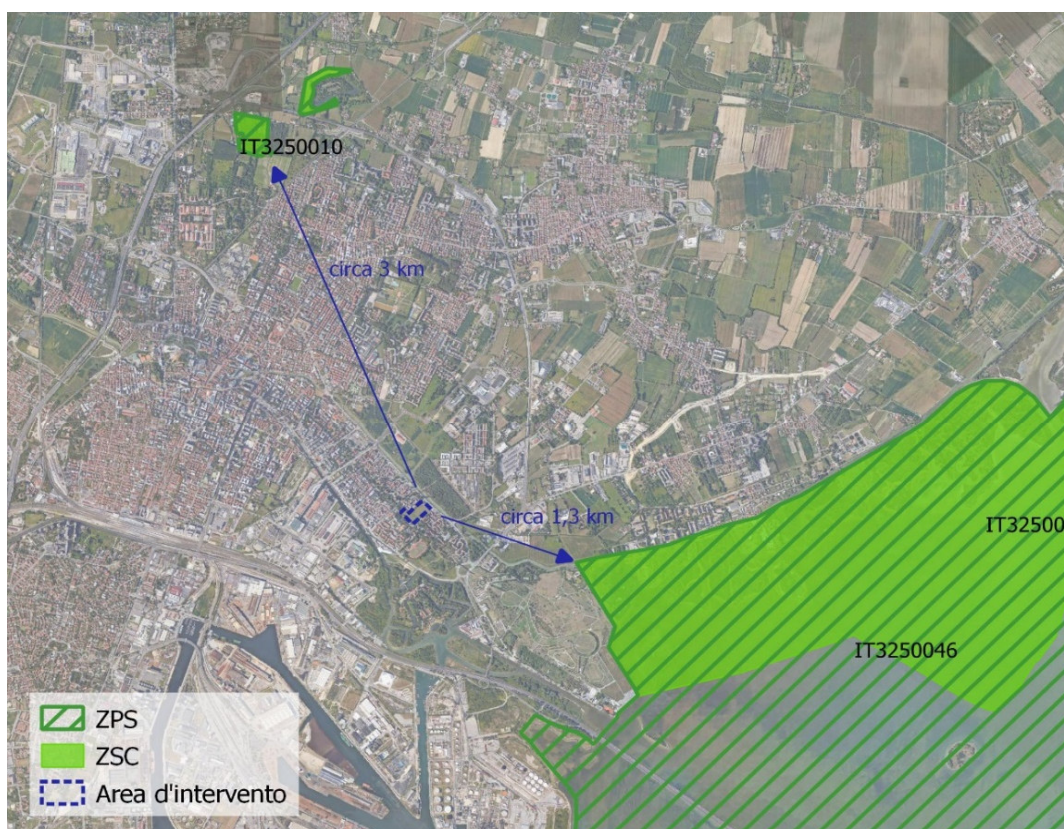 IT3250010
circa 3 km
circa 1,3 km
IT32500
IT3250046
ZPS
ZSC
Area d'intervento